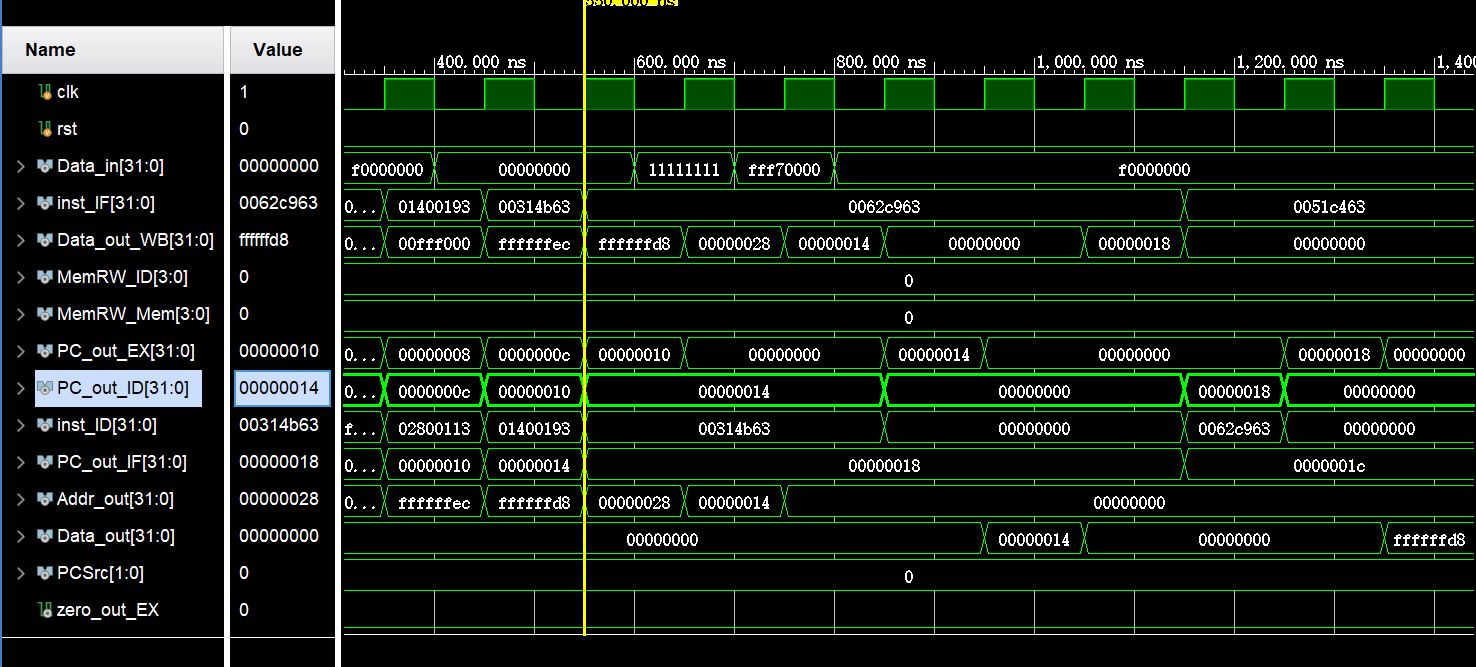 550.000 ns
Name Value
400.000 ns 600.000 ns 800.000 ns 1,000.000 ns 1,200.000 ns 1,400
clk 1
rst 0
Data_in[31:0] 00000000 f0000000 00000000 11111111 fff70000 f0000000
inst_IF[31:0] 0062c963 0... 01400193 00314b63 0062c963 0051c463
Data_out_WB[31:0] ffffffd8 0... 00fff000 ffffffec ffffffd8 00000028 00000014 00000000 00000018 00000000
MemRW_ID[3:0] 0 0
MemRW_Mem[3:0] 0 0
PC_out_EX[31:0] 00000010 0... 00000008 0000000c 00000010 00000000 00000014 00000000 00000018 00000000
PC_out_ID[31:0] 00000014 0... 0000000c 00000010 00000014 00000000 00000018 00000000
inst_ID[31:0] 00314b63 f... 02800113 01400193 00314b63 00000000 0062c963 00000000
PC_out_IF[31:0] 00000018 0... 00000010 00000014 00000018 0000001c
Addr_out[31:0] 00000028 0... ffffffec ffffffd8 00000028 00000014 00000000
Data_out[31:0] 00000000 00000000 00000014 00000000 ffffffd8
PCSrc[1:0] 0 0
zero_out_EX 0